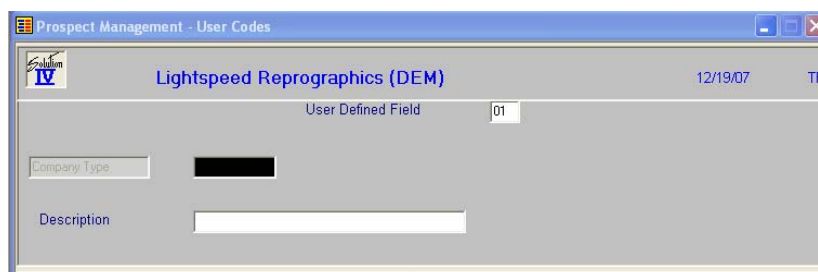 Prospect Management - User Codes
Solution
IV
Lightspeed Reprographics (DEM)
12/19/07
User Defined Field
01
Company Type
Description